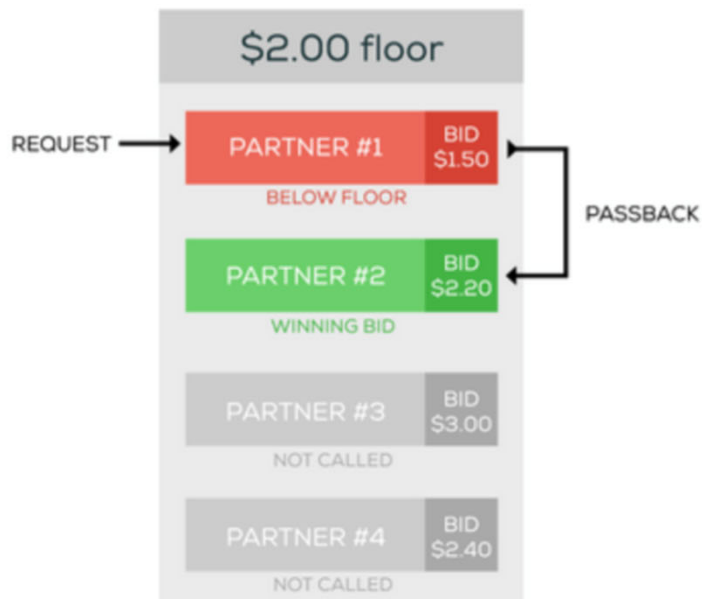 $2.00 floor
REQUEST
PARTNER #1
BID
$1.50
BELOW FLOOR
PASSBACK
PARTNER #2
BID
$2.20
WINNING BID
PARTNER #3
BID
$3.00
NOT CALLED
PARTNER #4
BID
$2.40
NOT CALLED